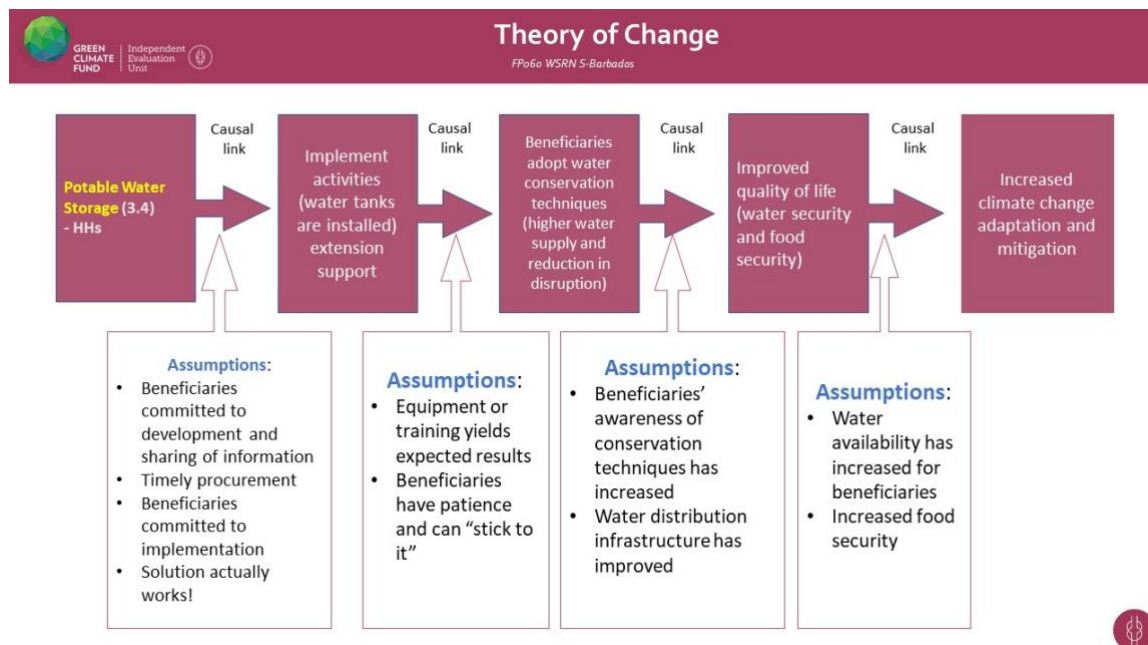 GREEN
CLIMATE
FUND
Independent
Evaluation
Unit
Theory of Change
FP060 WSRN S-Barbados
Potable Water
Storage (3.4)
- HHs
Causal
link
Implement
activities
(water tanks
are installed)
extension
support
Causal
link
Beneficiaries
adopt water
conservation
techniques
(higher water
supply and
reduction in
disruption)
Causal
link
Improved
quality of life
(water security
and food
security)
Causal
link
Increased
climate change
adaptation and
mitigation
Assumptions:
• Beneficiaries
committed to
development and
sharing of information
• Timely procurement
• Beneficiaries
committed to
implementation
• Solution actually
works!
Assumptions:
• Equipment or
training yields
expected results
• Beneficiaries
have patience
and can “stick to
it”
Assumptions:
• Beneficiaries’
awareness of
conservation
techniques has
increased
• Water distribution
infrastructure has
improved
Assumptions:
• Water
availability has
increased for
beneficiaries
• Increased food
security